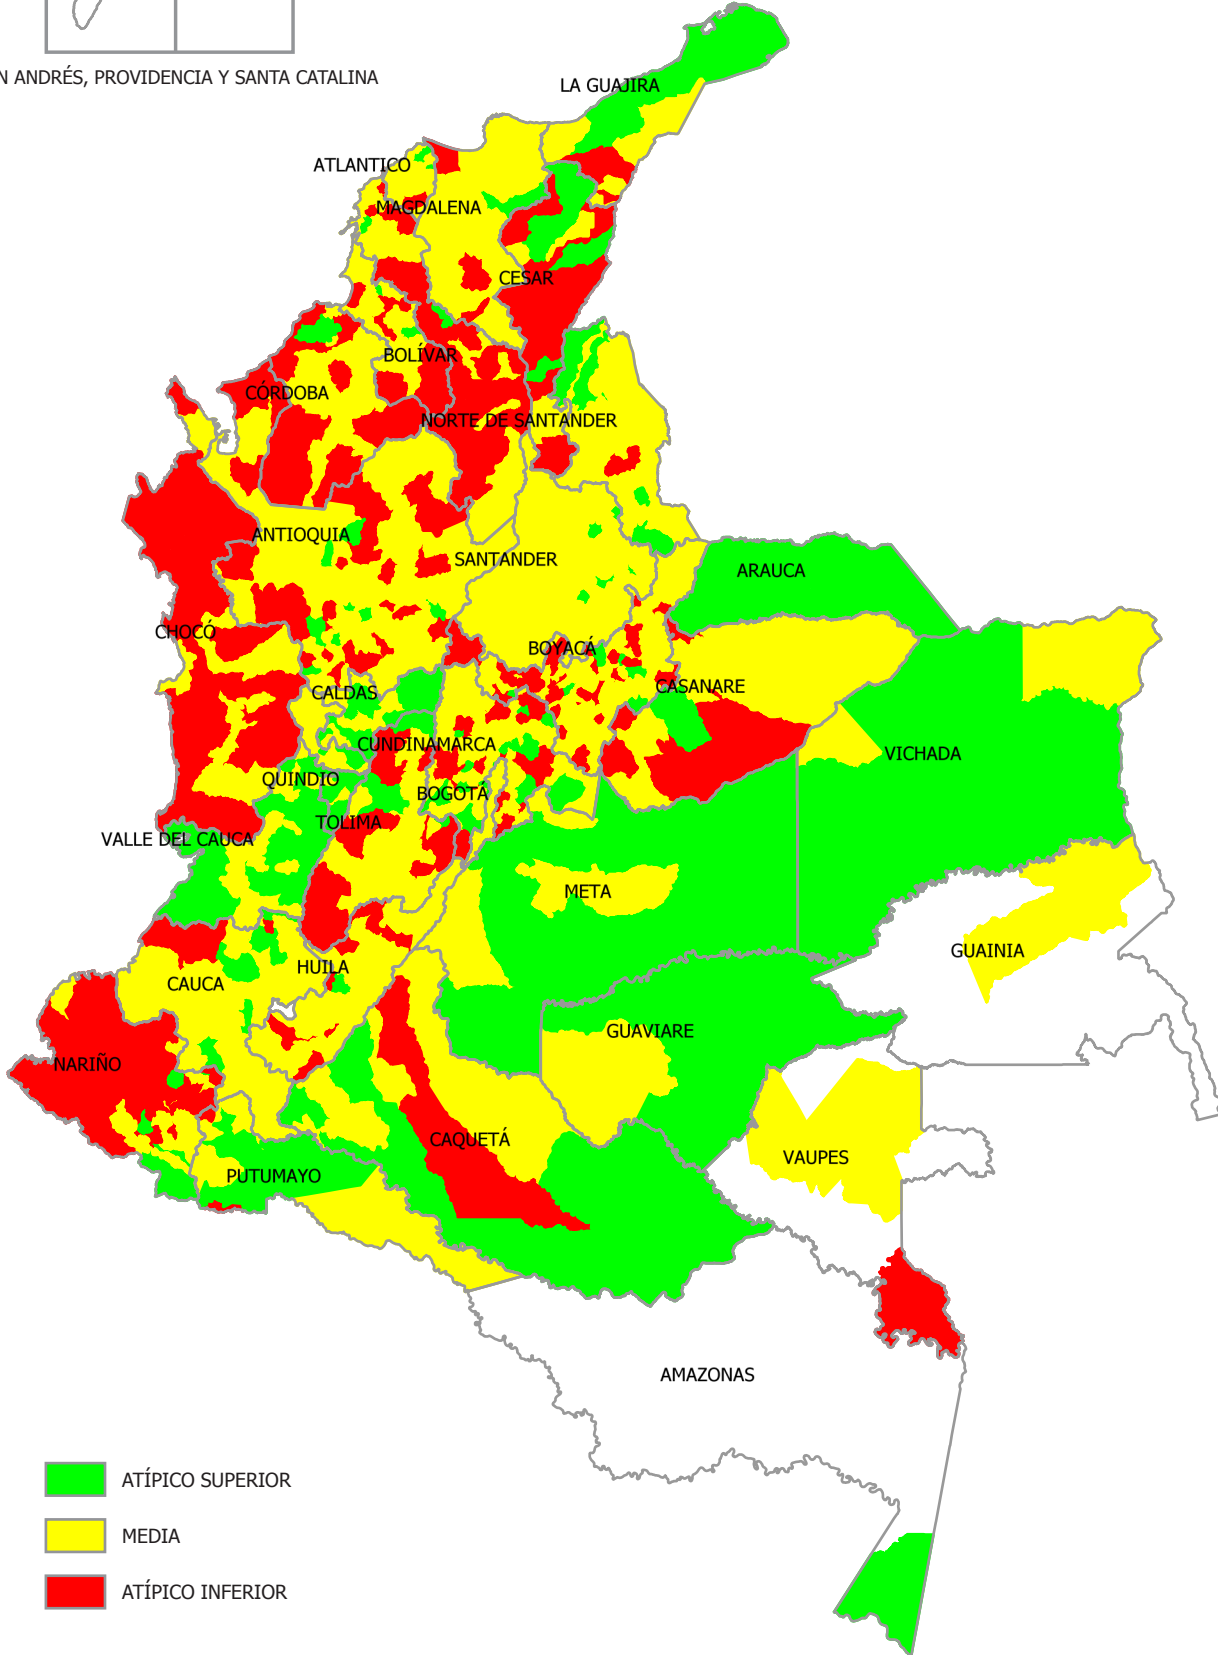 N ANDRÉS, PROVIDENCIA Y SANTA CATALINA
LA GUAJIRA
ATLANTICO
MAGDALENA
CESAR
BOLÍVAR
CÓRDOBA
NORTE DE SANTANDER
ANTIOQUIA
SANTANDER
ARAUCA
CHOCÓ
BOYACÁ
CASANARE
CALDAS
CUNDINAMARCA
VICHADA
QUINDIO
BOGOTÁ
TOLIMA
VALLE DEL CAUCA
META
GUAINIA
HUILA
CAUCA
GUAVIARE
NARIÑO
CAQUETÁ
VAUPES
PUTUMAYO
AMAZONAS
ATÍPICO SUPERIOR
MEDIA
ATÍPICO INFERIOR